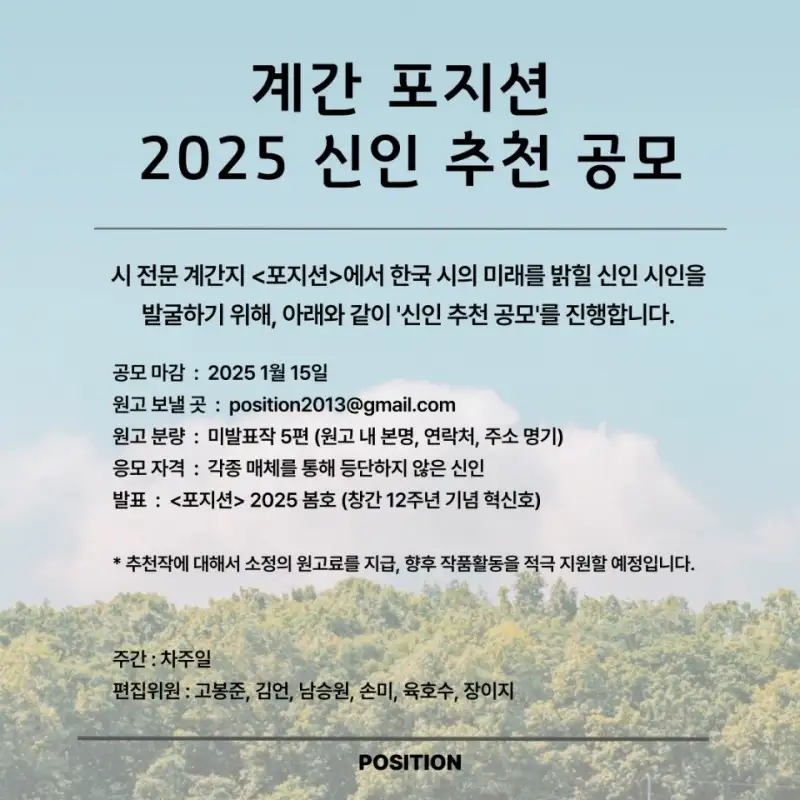 계간 포지션
2025 신인 추천 공모
시 전문 계간지 <포지션>에서 한국 시의 미래를 밝힐 신인 시인을
발굴하기 위해, 아래와 같이 '신인 추천 공모'를 진행합니다.
공모 마감 : 2025 1월 15일
원고 보낼 곳 : position2013@gmail.com
원고 분량 : 미발표작 5편 (원고 내 본명, 연락처, 주소 명기)
응모 자격 : 각종 매체를 통해 등단하지 않은 신인
발표 : <포지션> 2025 봄호 (창간 12주년 기념 혁신호)
* 추천작에 대해서 소정의 원고료를 지급, 향후 작품활동을 적극 지원할 예정입니다.
주간 : 차주일
편집위원 : 고봉준, 김언, 남승원, 손미, 육호수, 장이지
POSITION